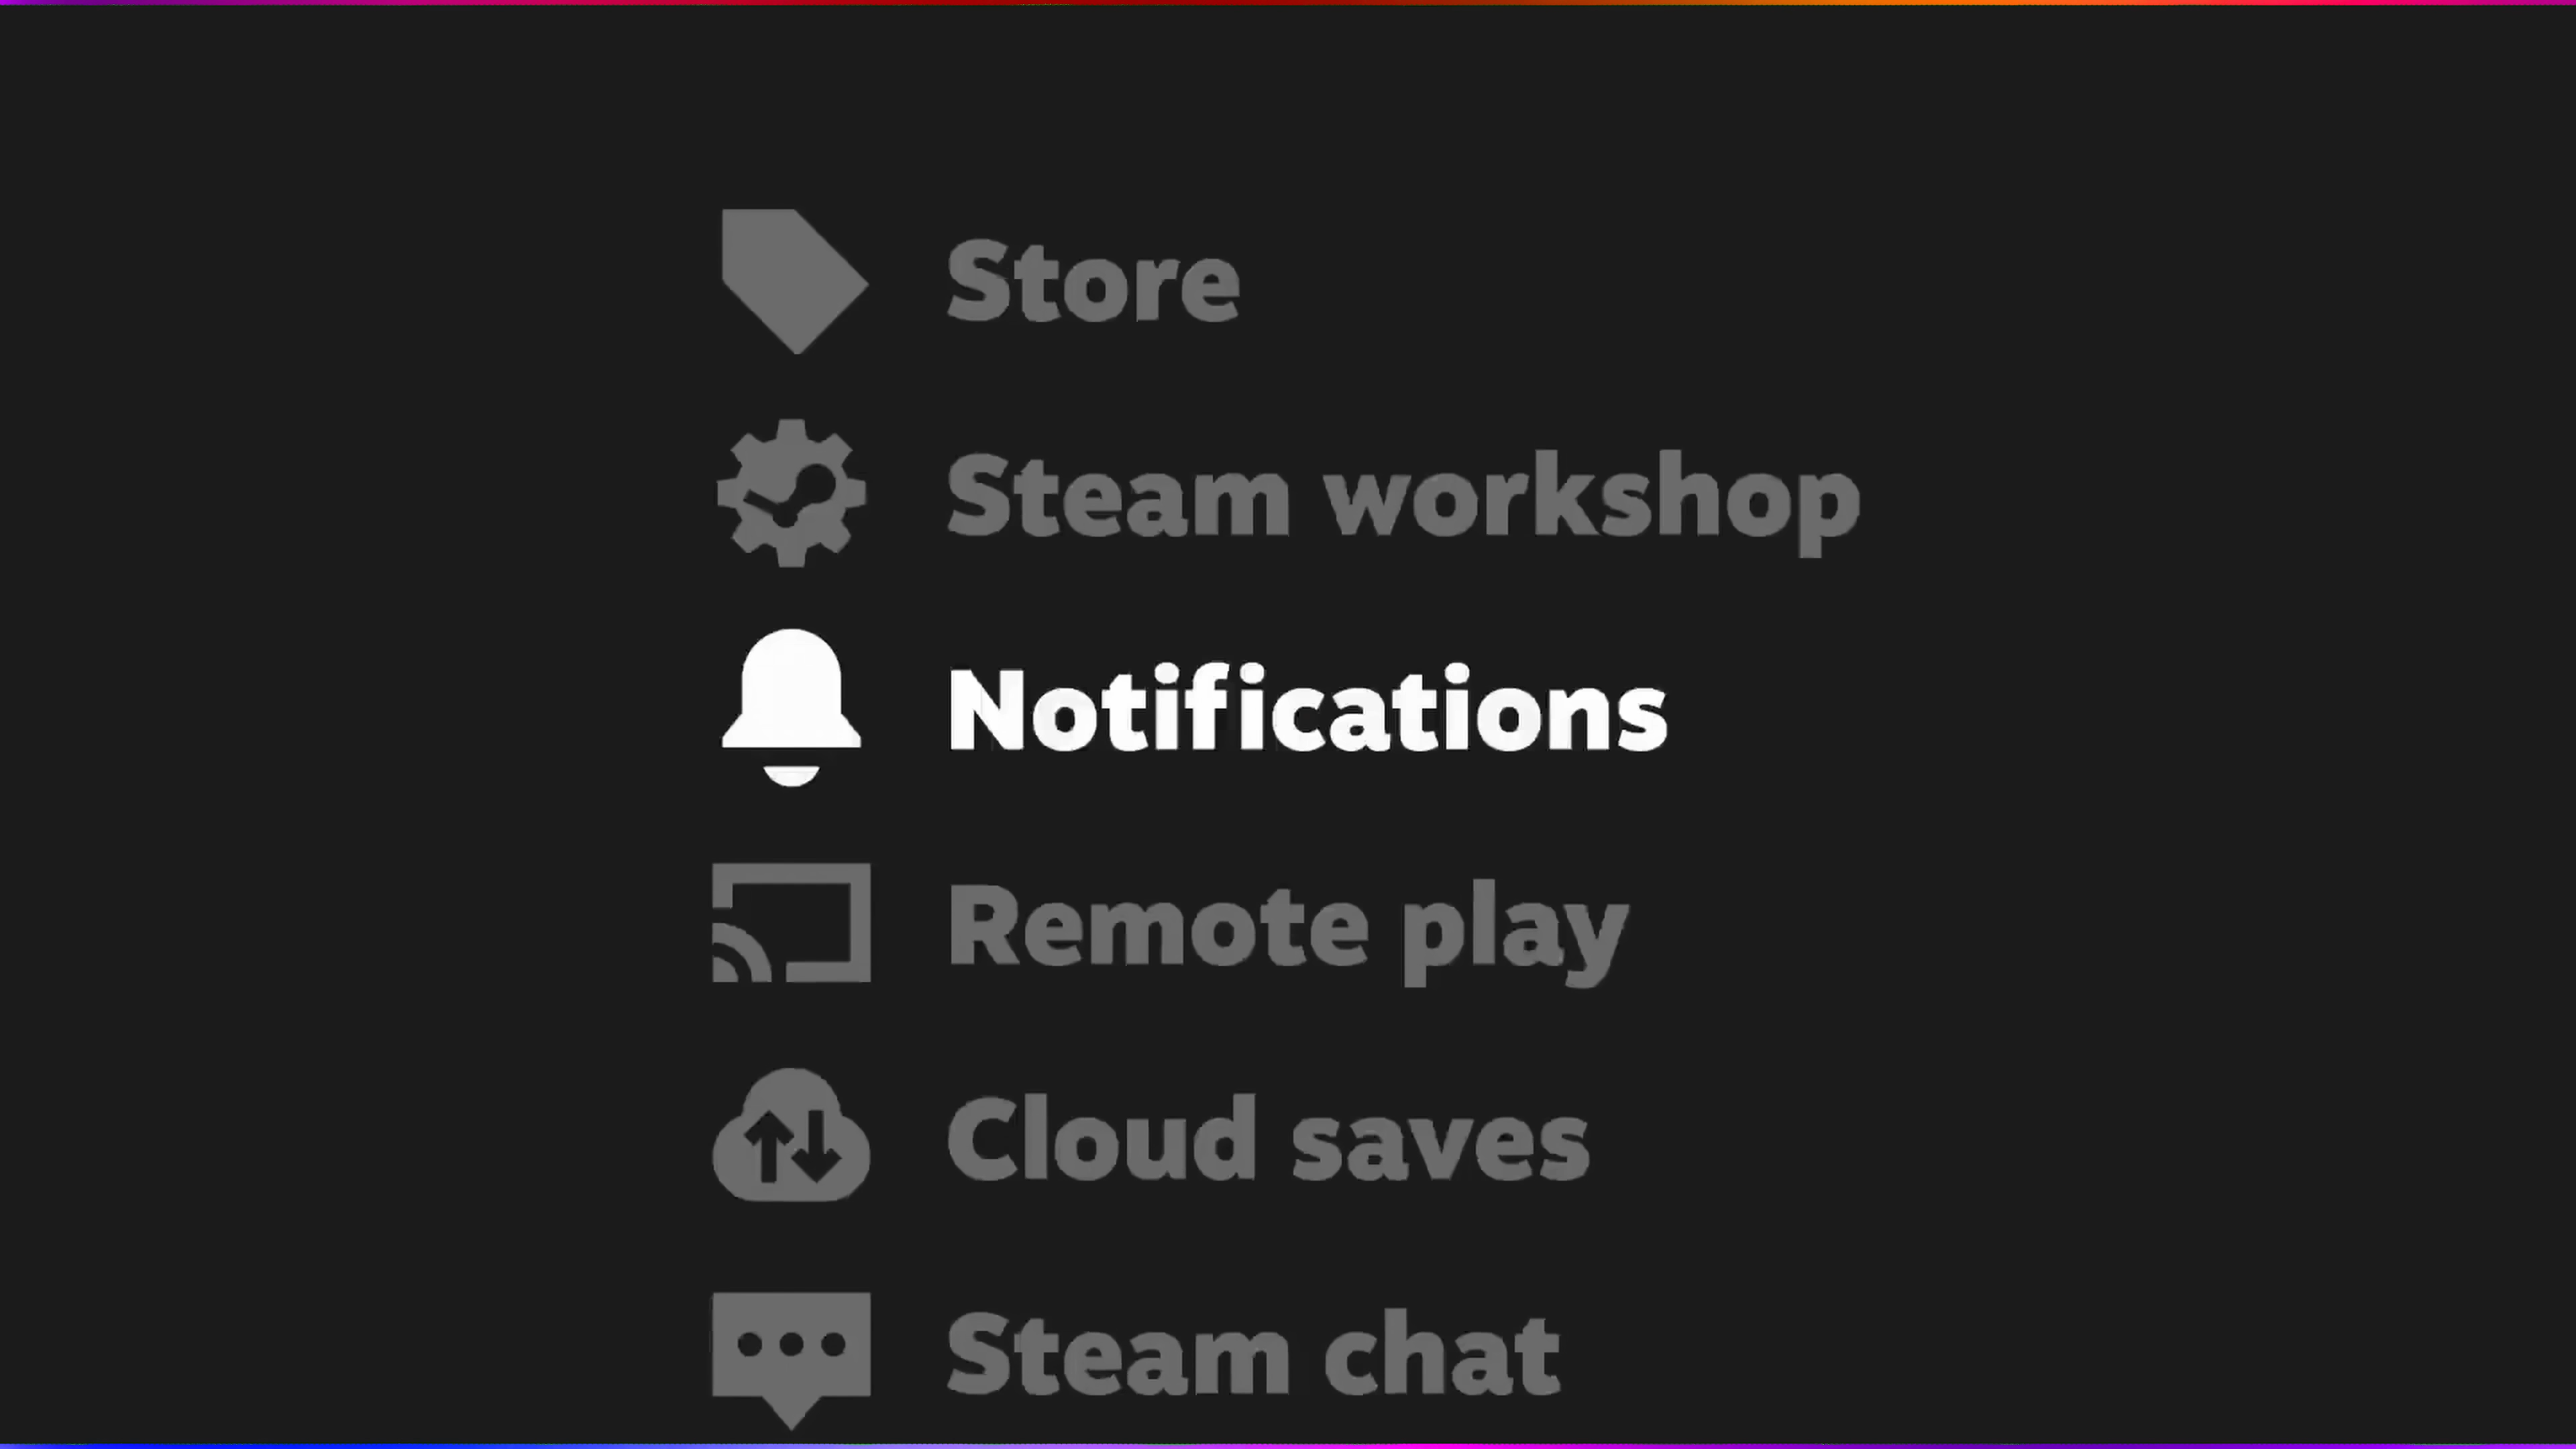 Store
Steam workshop
Notifications
Remote play
Cloud saves
Steam chat